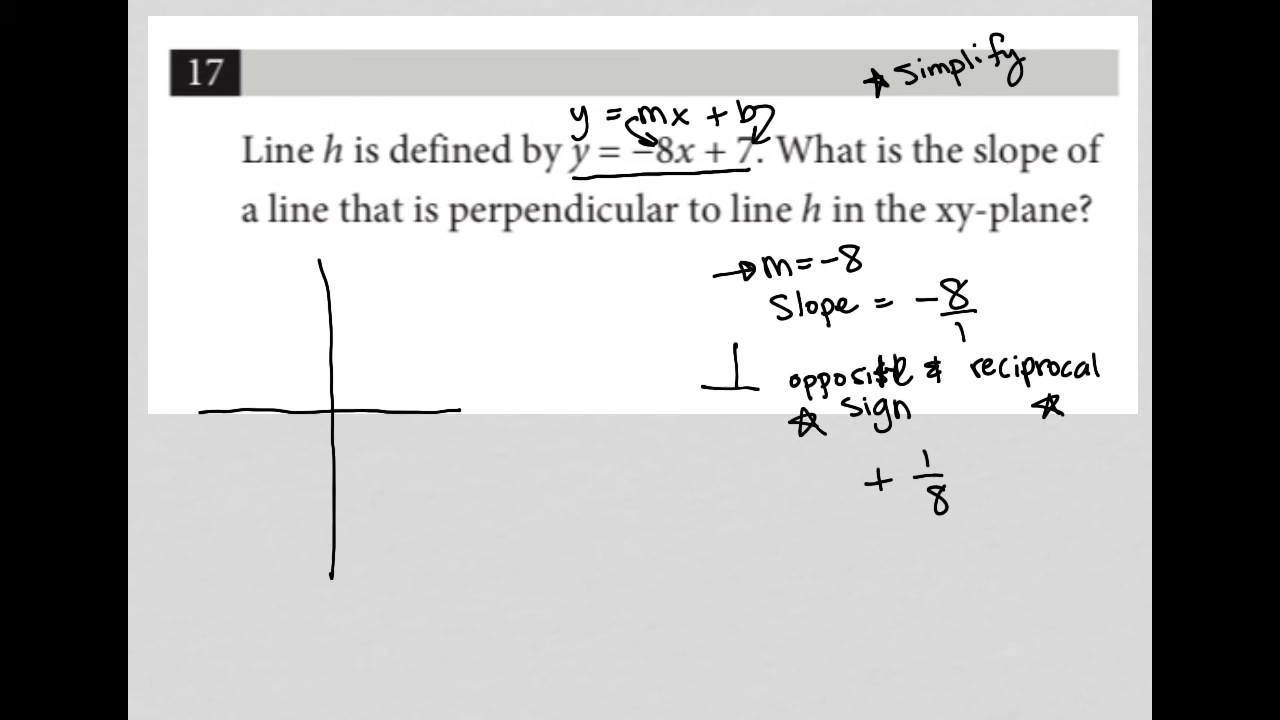 17
★ simplify
y = mx + b
Line h is defined by y = −8x + 7. What is the slope of
a line that is perpendicular to line h in the xy-plane?
→ m = -8
Slope = -8/1
⊥ opposite & reciprocal
☆ sign ☆
+ 1/8